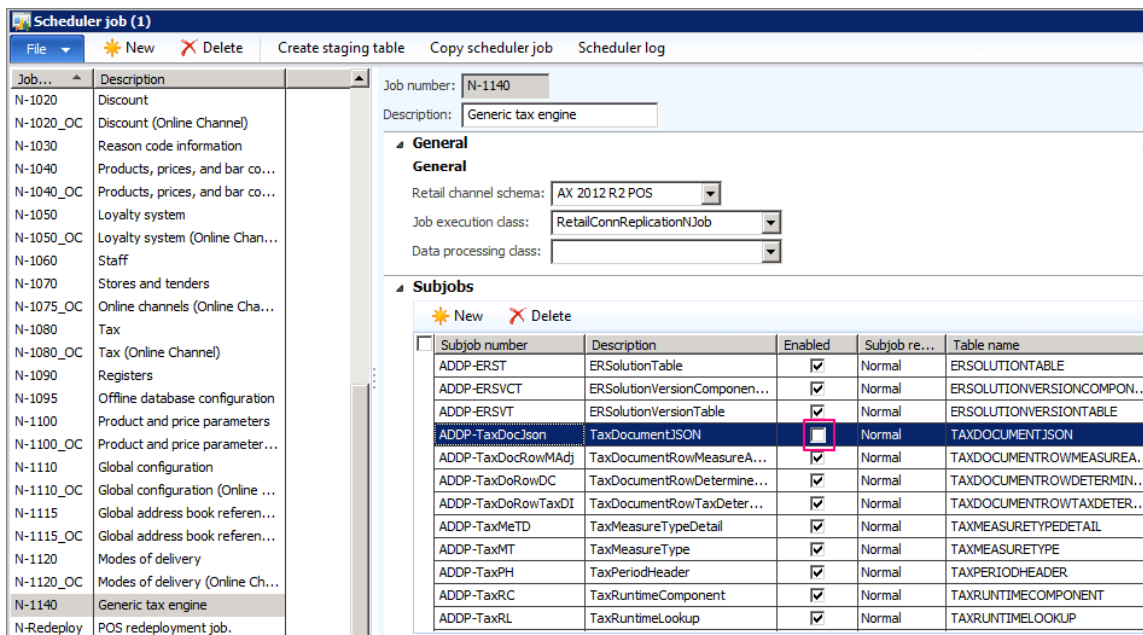 Scheduler job (1)
File New Delete Create staging table Copy scheduler job Scheduler log
Job... Description
N-1020 Discount
N-1020_OC Discount (Online Channel)
N-1030 Reason code information
N-1040 Products, prices, and bar co...
N-1040_OC Products, prices, and bar co...
N-1050 Loyalty system
N-1050_OC Loyalty system (Online Chan...
N-1060 Staff
N-1070 Stores and tenders
N-1075_OC Online channels (Online Cha...
N-1080 Tax
N-1080_OC Tax (Online Channel)
N-1090 Registers
N-1095 Offline database configuration
N-1100 Product and price parameters
N-1100_OC Product and price parameter...
N-1110 Global configuration
N-1110_OC Global configuration (Online ...
N-1115 Global address book referen...
N-1115_OC Global address book referen...
N-1120 Modes of delivery
N-1120_OC Modes of delivery (Online Ch...
N-1140 Generic tax engine
N-Redeploy POS redeployment job.
Job number: N-1140
Description: Generic tax engine
General
General
Retail channel schema: AX 2012 R2 POS
Job execution class: RetailConnReplicationNJob
Data processing class:
Subjobs
New Delete
Subjob number Description Enabled Subjob re... Table name
ADDP-ERST ERSolutionTable Normal ERSOLUTIONTABLE
ADDP-ERSVCT ERSolutionVersionComponen... Normal ERSOLUTIONVERSIONCOMPON...
ADDP-ERSVT ERSolutionVersionTable Normal ERSOLUTIONVERSIONTABLE
ADDP-TaxDocJson TaxDocumentJSON Normal TAXDOCUMENTJSON
ADDP-TaxDocRowMAdj TaxDocumentRowMeasureA... Normal TAXDOCUMENTROWMEASUREA...
ADDP-TaxDoRowDC TaxDocumentRowDetermine... Normal TAXDOCUMENTROWDETERMIN...
ADDP-TaxDoRowTaxDI TaxDocumentRowTaxDeter... Normal TAXDOCUMENTROWTAXDETER...
ADDP-TaxMeTD TaxMeasureTypeDetail Normal TAXMEASURETYPEDETAIL
ADDP-TaxMT TaxMeasureType Normal TAXMEASURETYPE
ADDP-TaxPH TaxPeriodHeader Normal TAXPERIODHEADER
ADDP-TaxRC TaxRuntimeComponent Normal TAXRUNTIMECOMPONENT
ADDP-TaxRL TaxRuntimeLookup Normal TAXRUNTIMELOOKUP